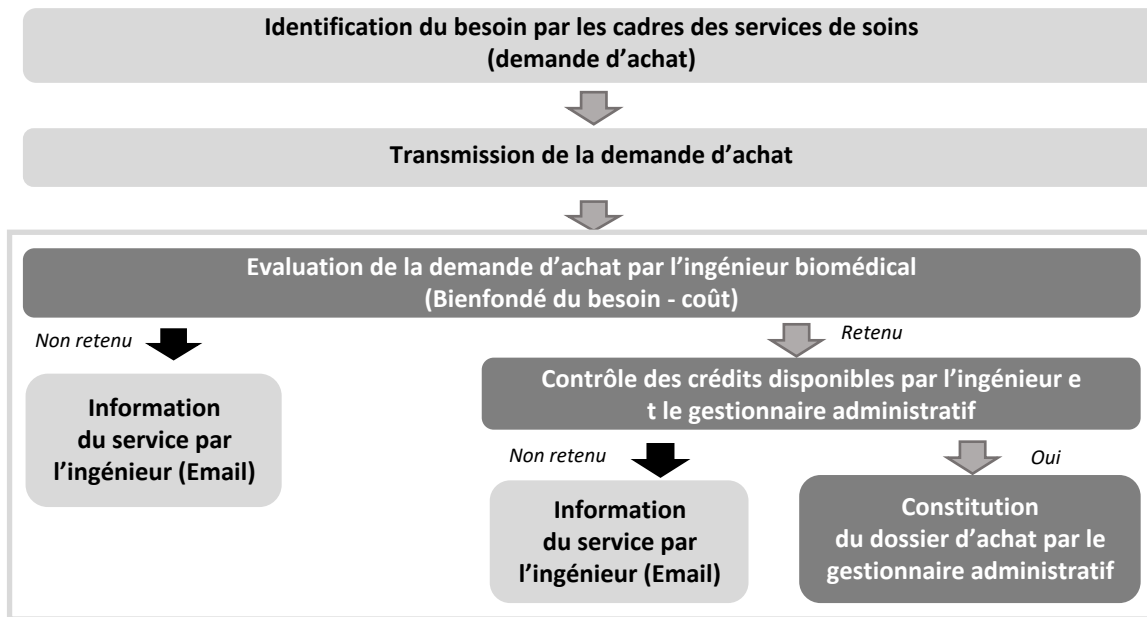 Identification du besoin par les cadres des services de soins
(demande d’achat)
Transmission de la demande d’achat
Evaluation de la demande d’achat par l’ingénieur biomédical
(Bienfondé du besoin - coût)
Non retenu
Retenu
Information
du service par
l’ingénieur (Email)
Contrôle des crédits disponibles par l’ingénieur e
t le gestionnaire administratif
Non retenu
Oui
Information
du service par
l’ingénieur (Email)
Constitution
du dossier d’achat par le
gestionnaire administratif